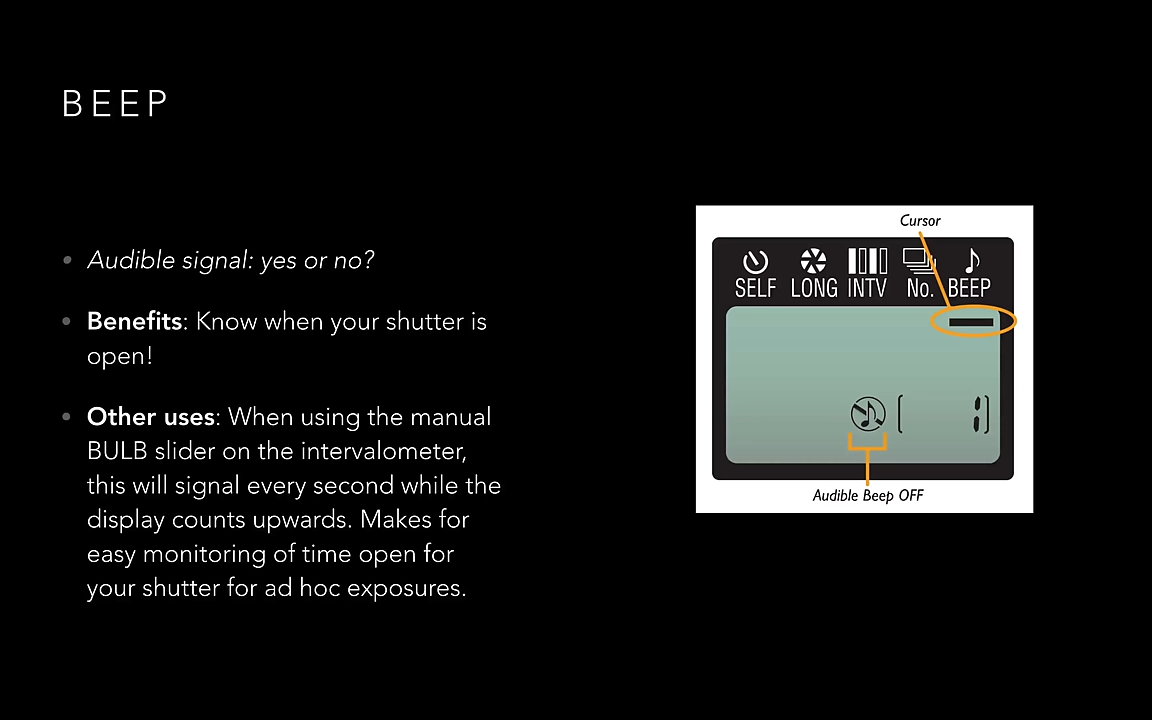 BEEP
• Audible signal: yes or no?
• Benefits: Know when your shutter is
open!
• Other uses: When using the manual
BULB slider on the intervalometer,
this will signal every second while the
display counts upwards. Makes for
easy monitoring of time open for
your shutter for ad hoc exposures.
Cursor
SELF LONG INTV No. BEEP
[ 1]
Audible Beep OFF